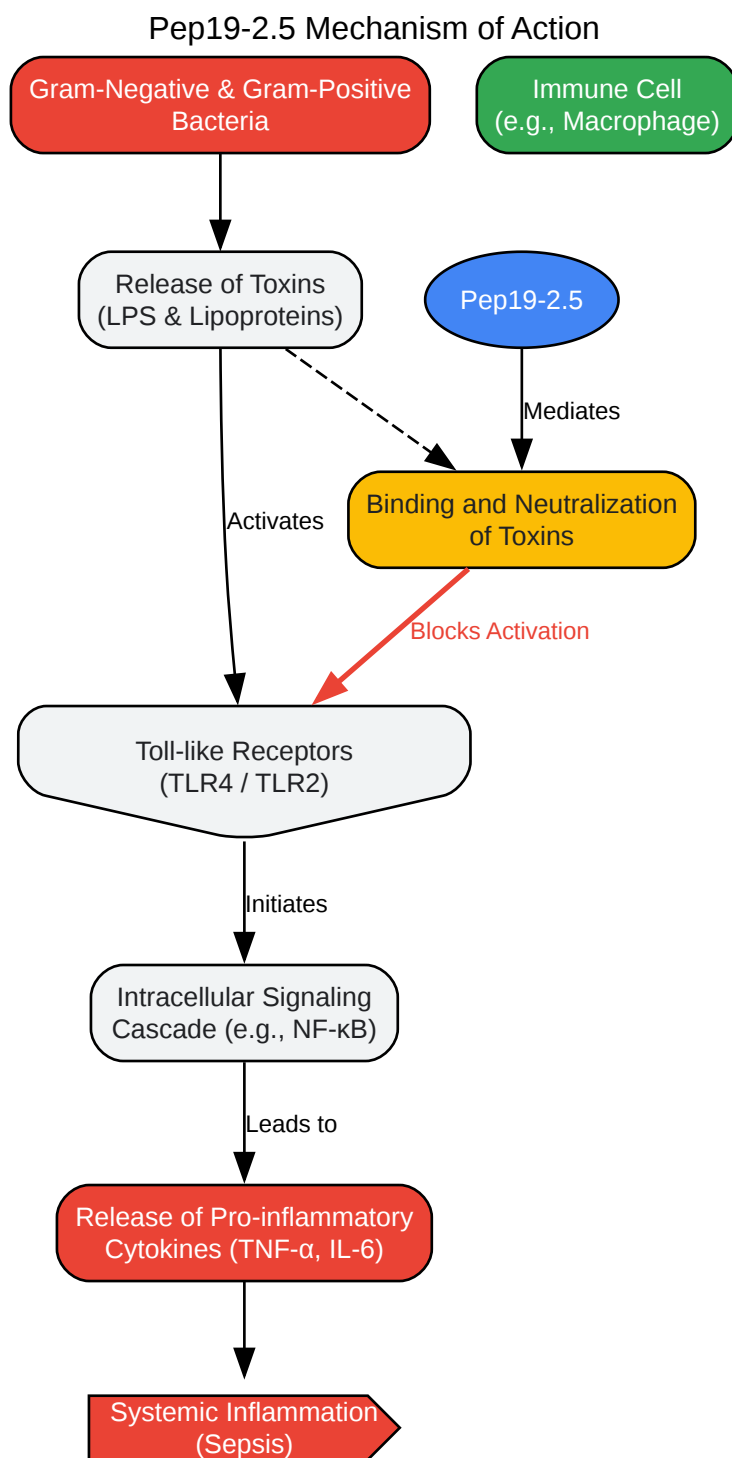 Pep19-2.5 Mechanism of Action
Gram-Negative & Gram-Positive
Bacteria
Immune Cell
(e.g., Macrophage)
Release of Toxins
(LPS & Lipoproteins)
Pep19-2.5
Mediates
Binding and Neutralization
of Toxins
Activates
Blocks Activation
Toll-like Receptors
(TLR4 / TLR2)
Initiates
Intracellular Signaling
Cascade (e.g., NF-κB)
Leads to
Release of Pro-inflammatory
Cytokines (TNF-α, IL-6)
Systemic Inflammation
(Sepsis)